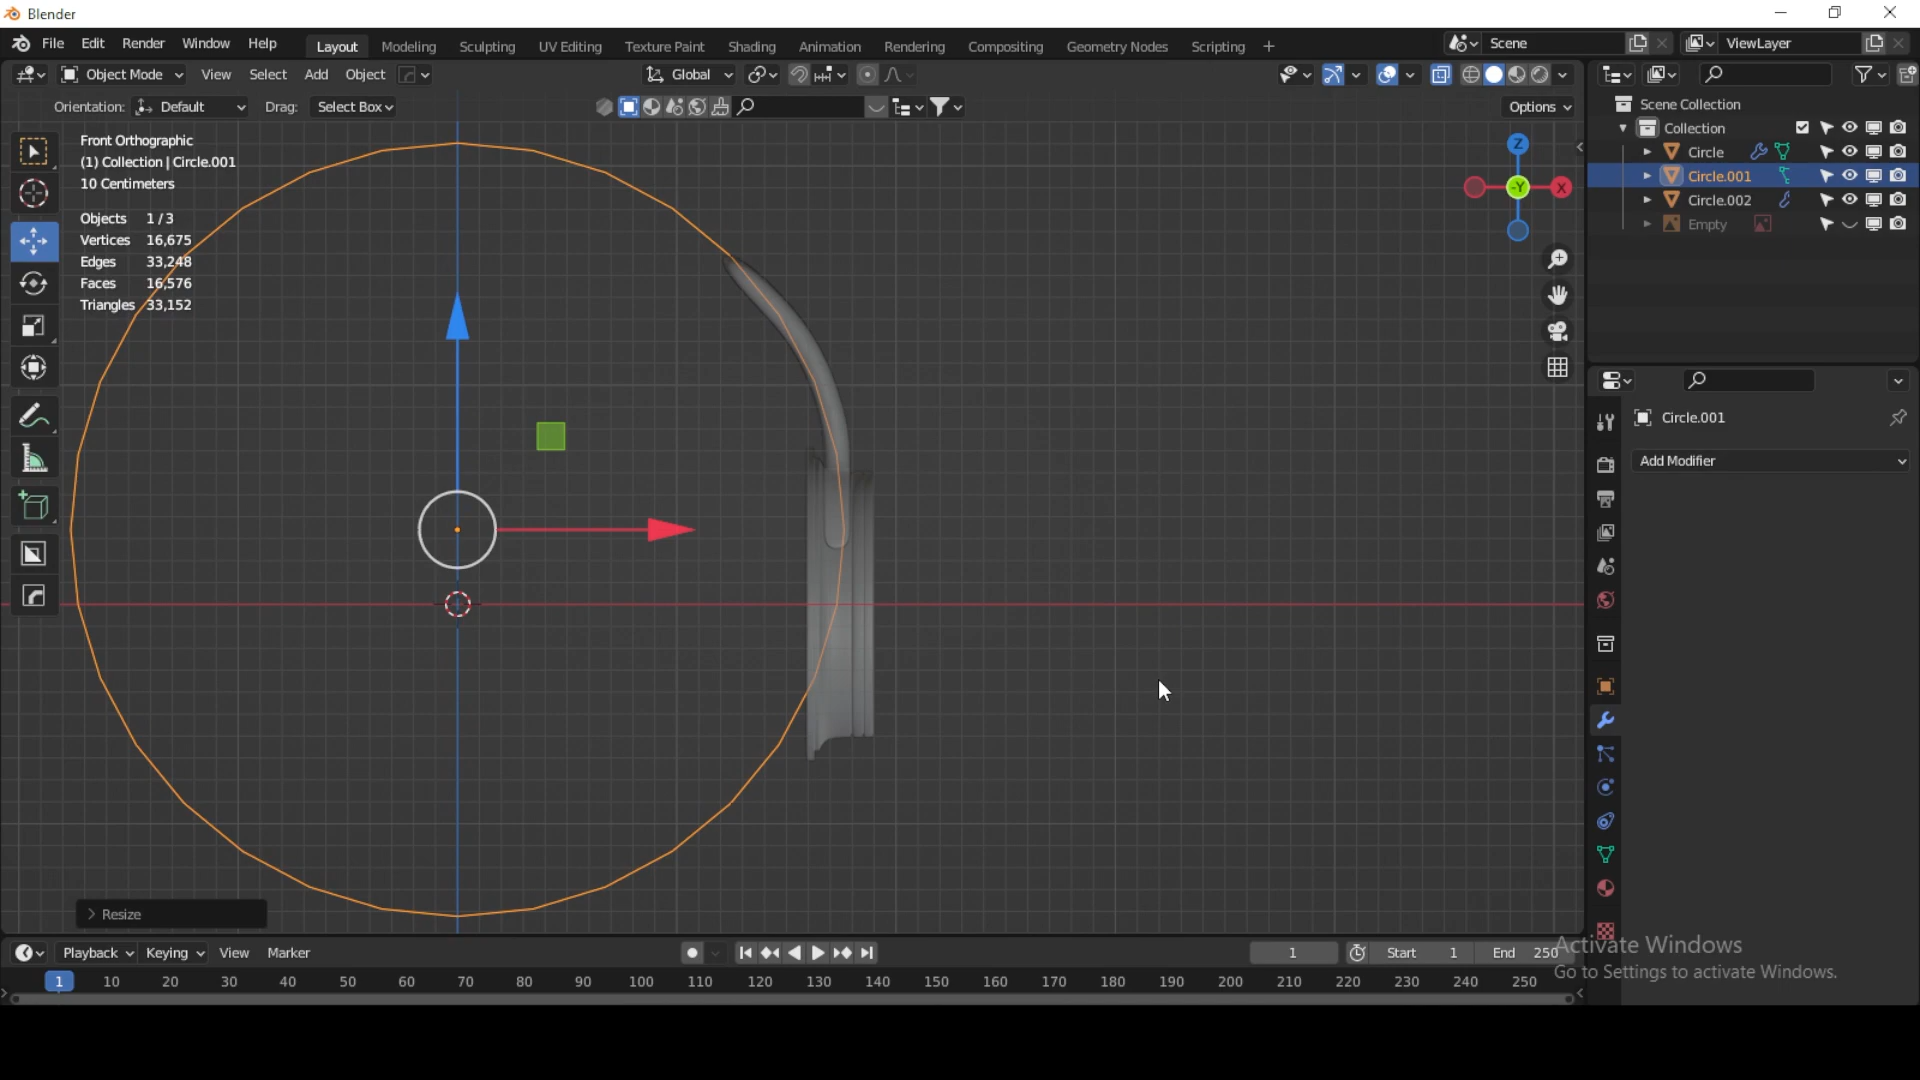 Blender
File Edit Render Window Help Layout Modeling Sculpting UV Editing Texture Paint Shading Animation Rendering Compositing Geometry Nodes Scripting + Scene ViewLayer
Object Mode View Select Add Object Global
Orientation: Default Drag: Select Box Options
Front Orthographic
(1) Collection | Circle.001
10 Centimeters
Objects 1/3
Vertices 16,675
Edges 33,248
Faces 16,576
Triangles 33,152
Z
-Y
X
Scene Collection
Collection
Circle
Circle.001
Circle.002
Empty
Circle.001
Add Modifier
> Resize
Activate Windows
Go to Settings to activate Windows.
Playback Keying View Marker 1 Start 1 End 250
1 10 20 30 40 50 60 70 80 90 100 110 120 130 140 150 160 170 180 190 200 210 220 230 240 250